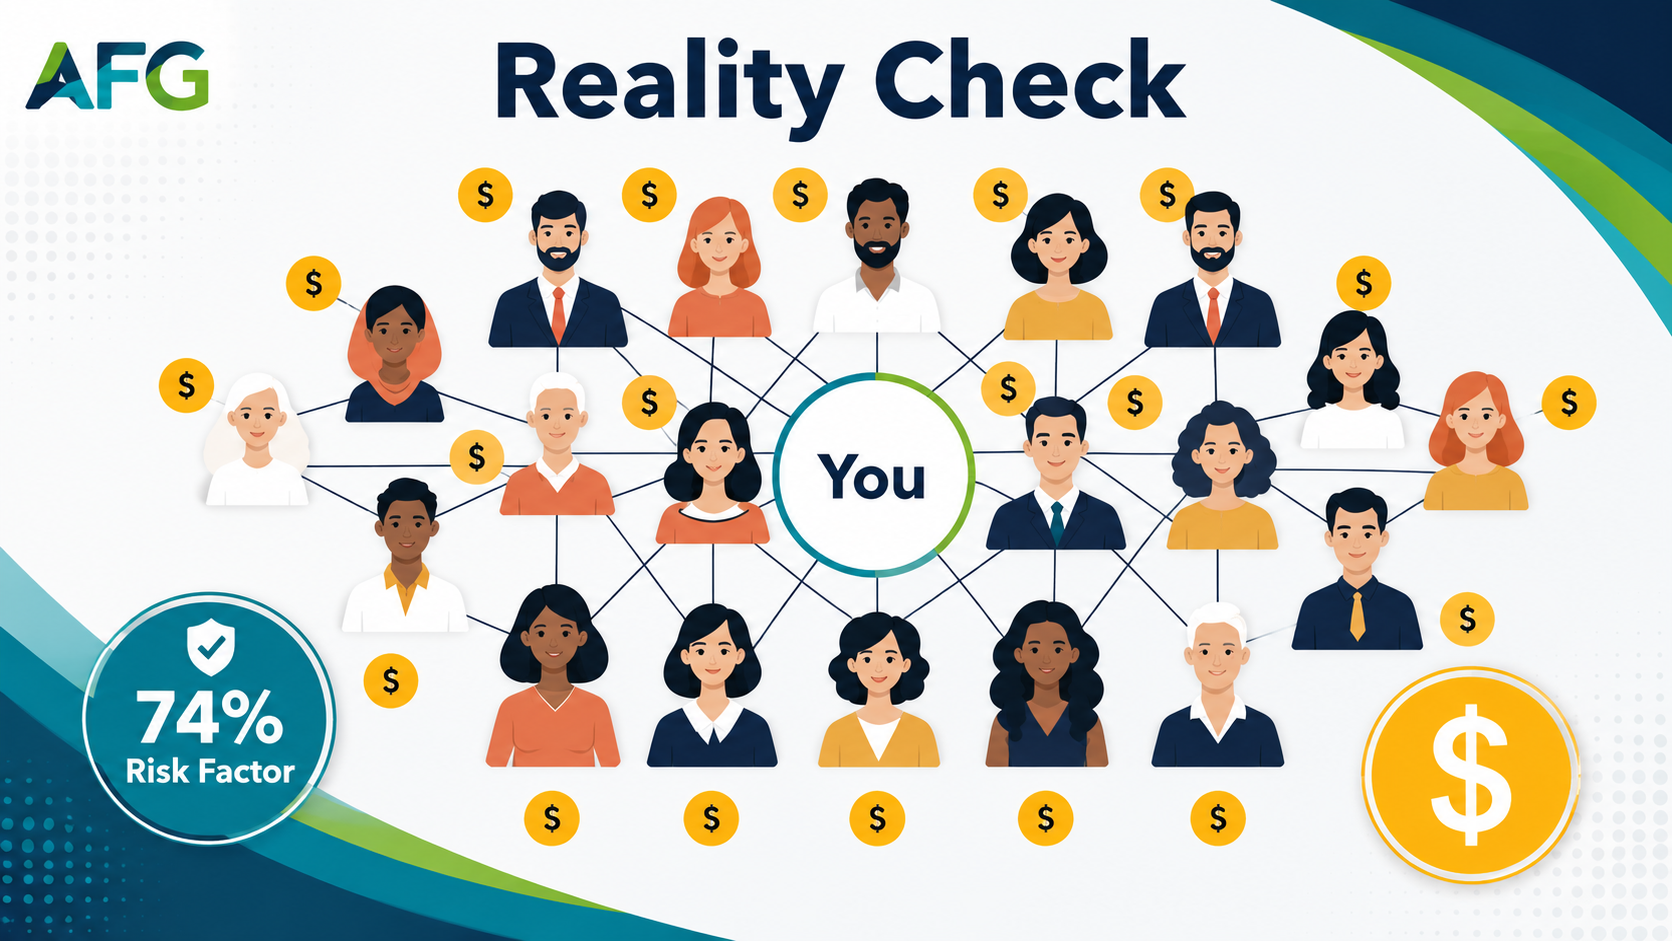 AFG
Reality Check
$ $ $ $ $
$ $
$ $ $ $ $
$
You
$
$
74%
Risk Factor
$ $ $ $ $
$